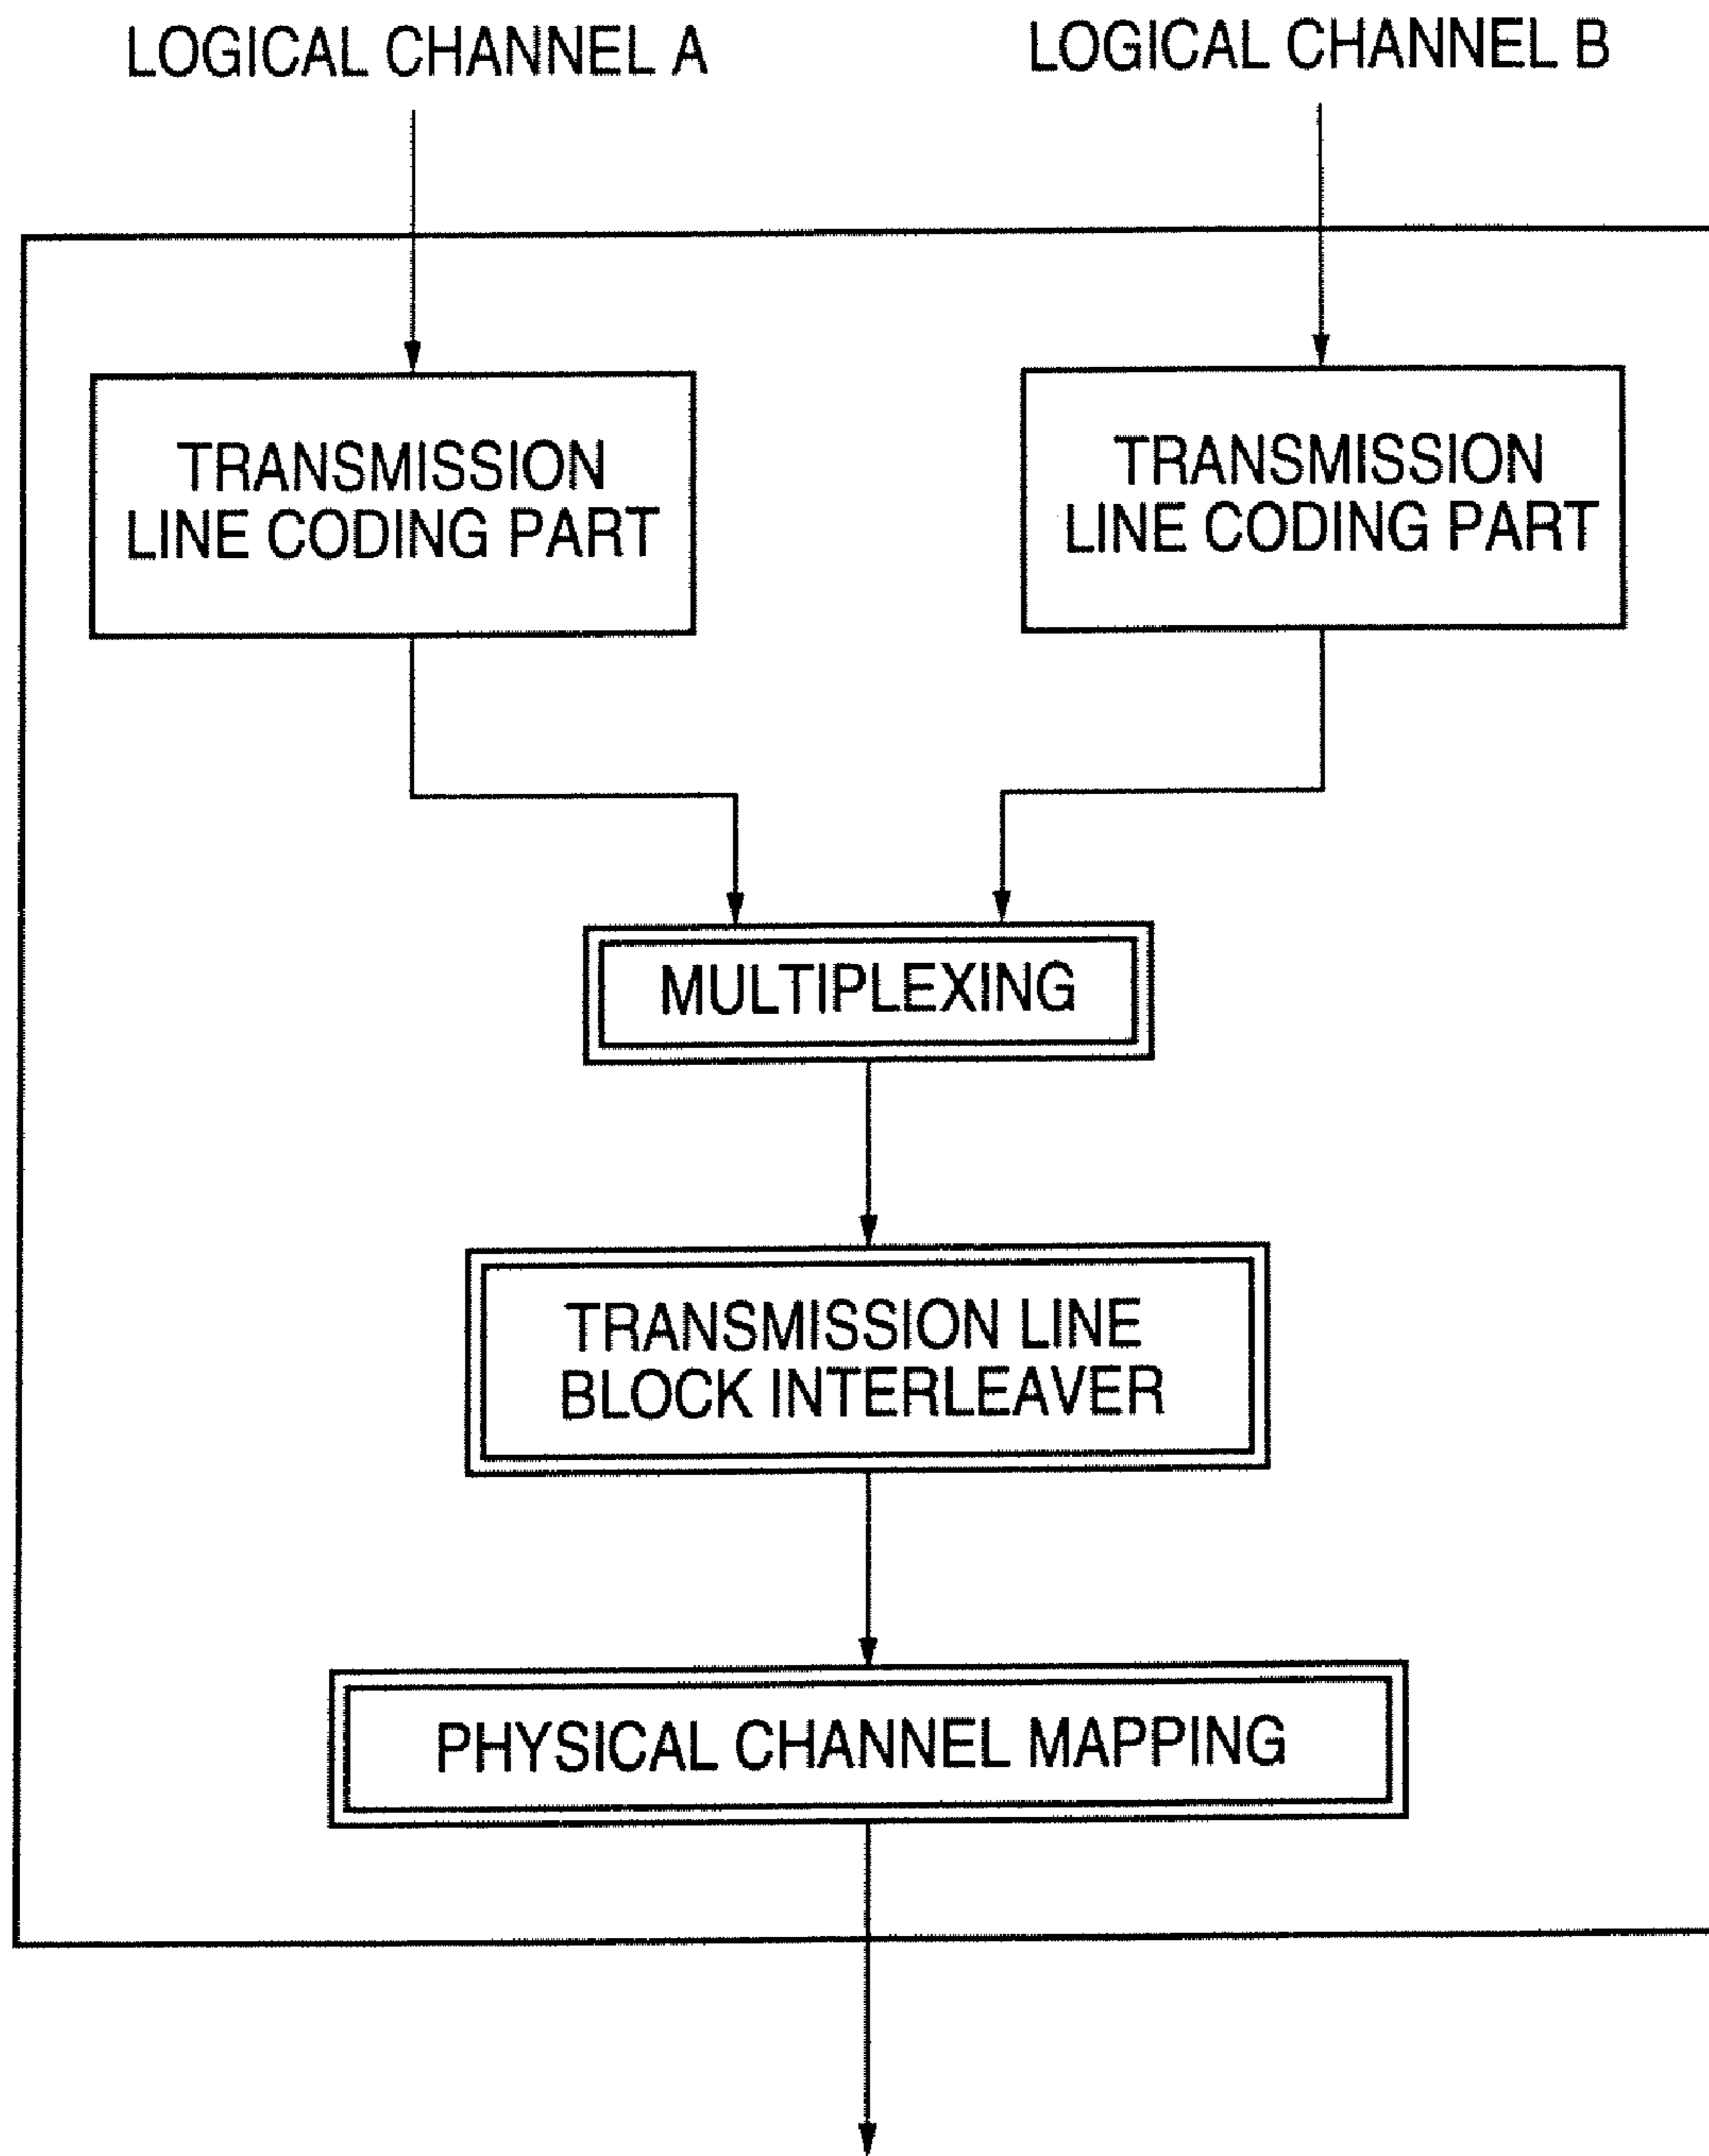 LOGICAL CHANNEL A
LOGICAL CHANNEL B
TRANSMISSION
LINE CODING PART
TRANSMISSION
LINE CODING PART
MULTIPLEXING
TRANSMISSION LINE
BLOCK INTERLEAVER
PHYSICAL CHANNEL MAPPING